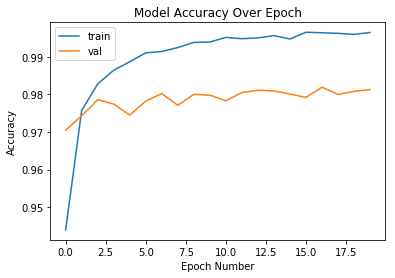 Model Accuracy Over Epoch
train
val
0.99
0.98
0.97
0.96
0.95
Accuracy
0.0 2.5 5.0 7.5 10.0 12.5 15.0 17.5
Epoch Number